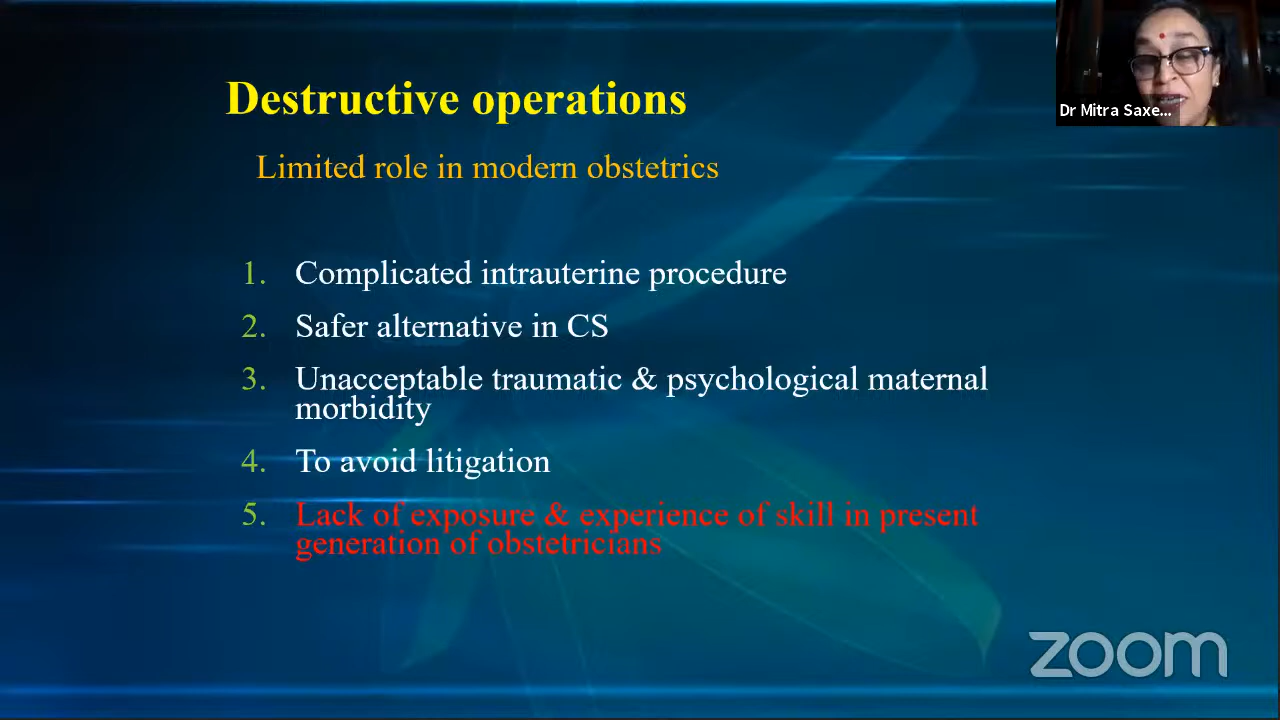 Dr Mitra Saxe...
Destructive operations
Limited role in modern obstetrics
1. Complicated intrauterine procedure
2. Safer alternative in CS
3. Unacceptable traumatic & psychological maternal
morbidity
4. To avoid litigation
5. Lack of exposure & experience of skill in present
generation of obstetricians
zoom